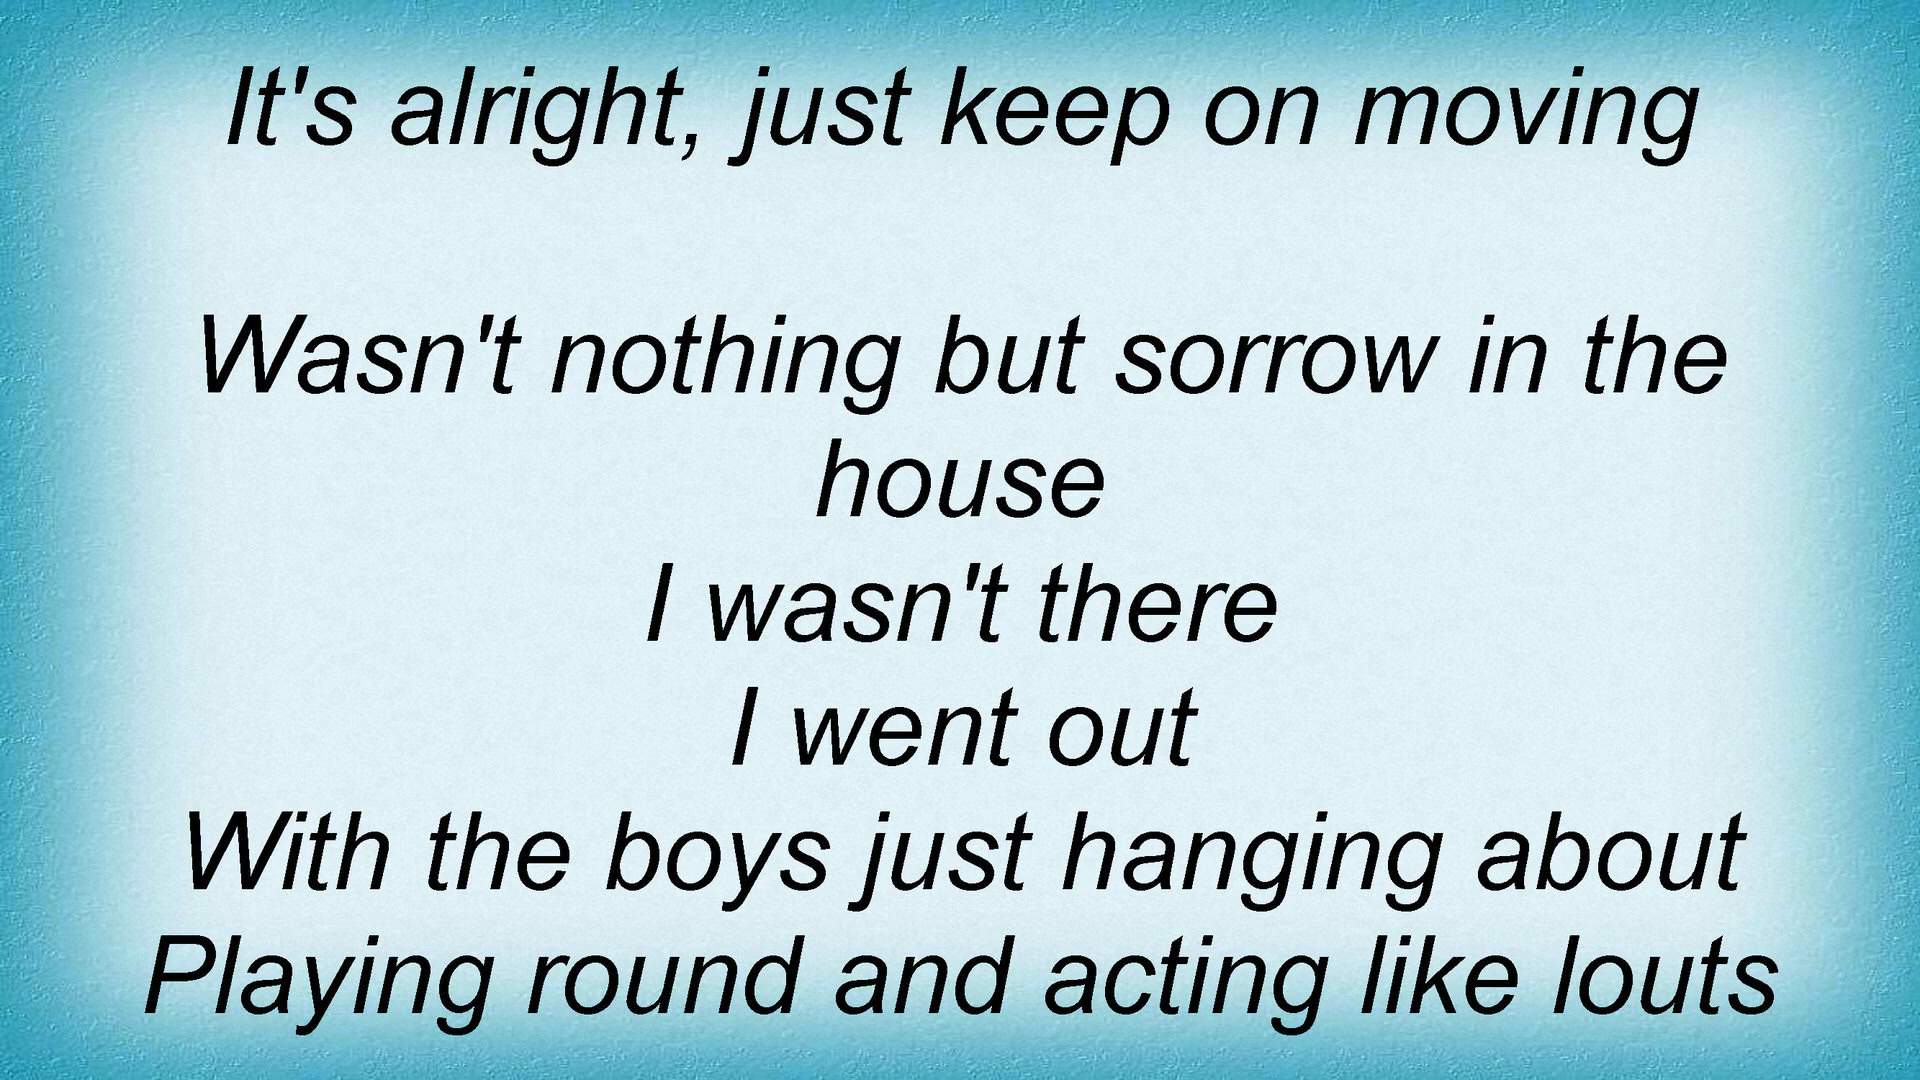 It's alright, just keep on moving
Wasn't nothing but sorrow in the
house
I wasn't there
I went out
With the boys just hanging about
Playing round and acting like louts